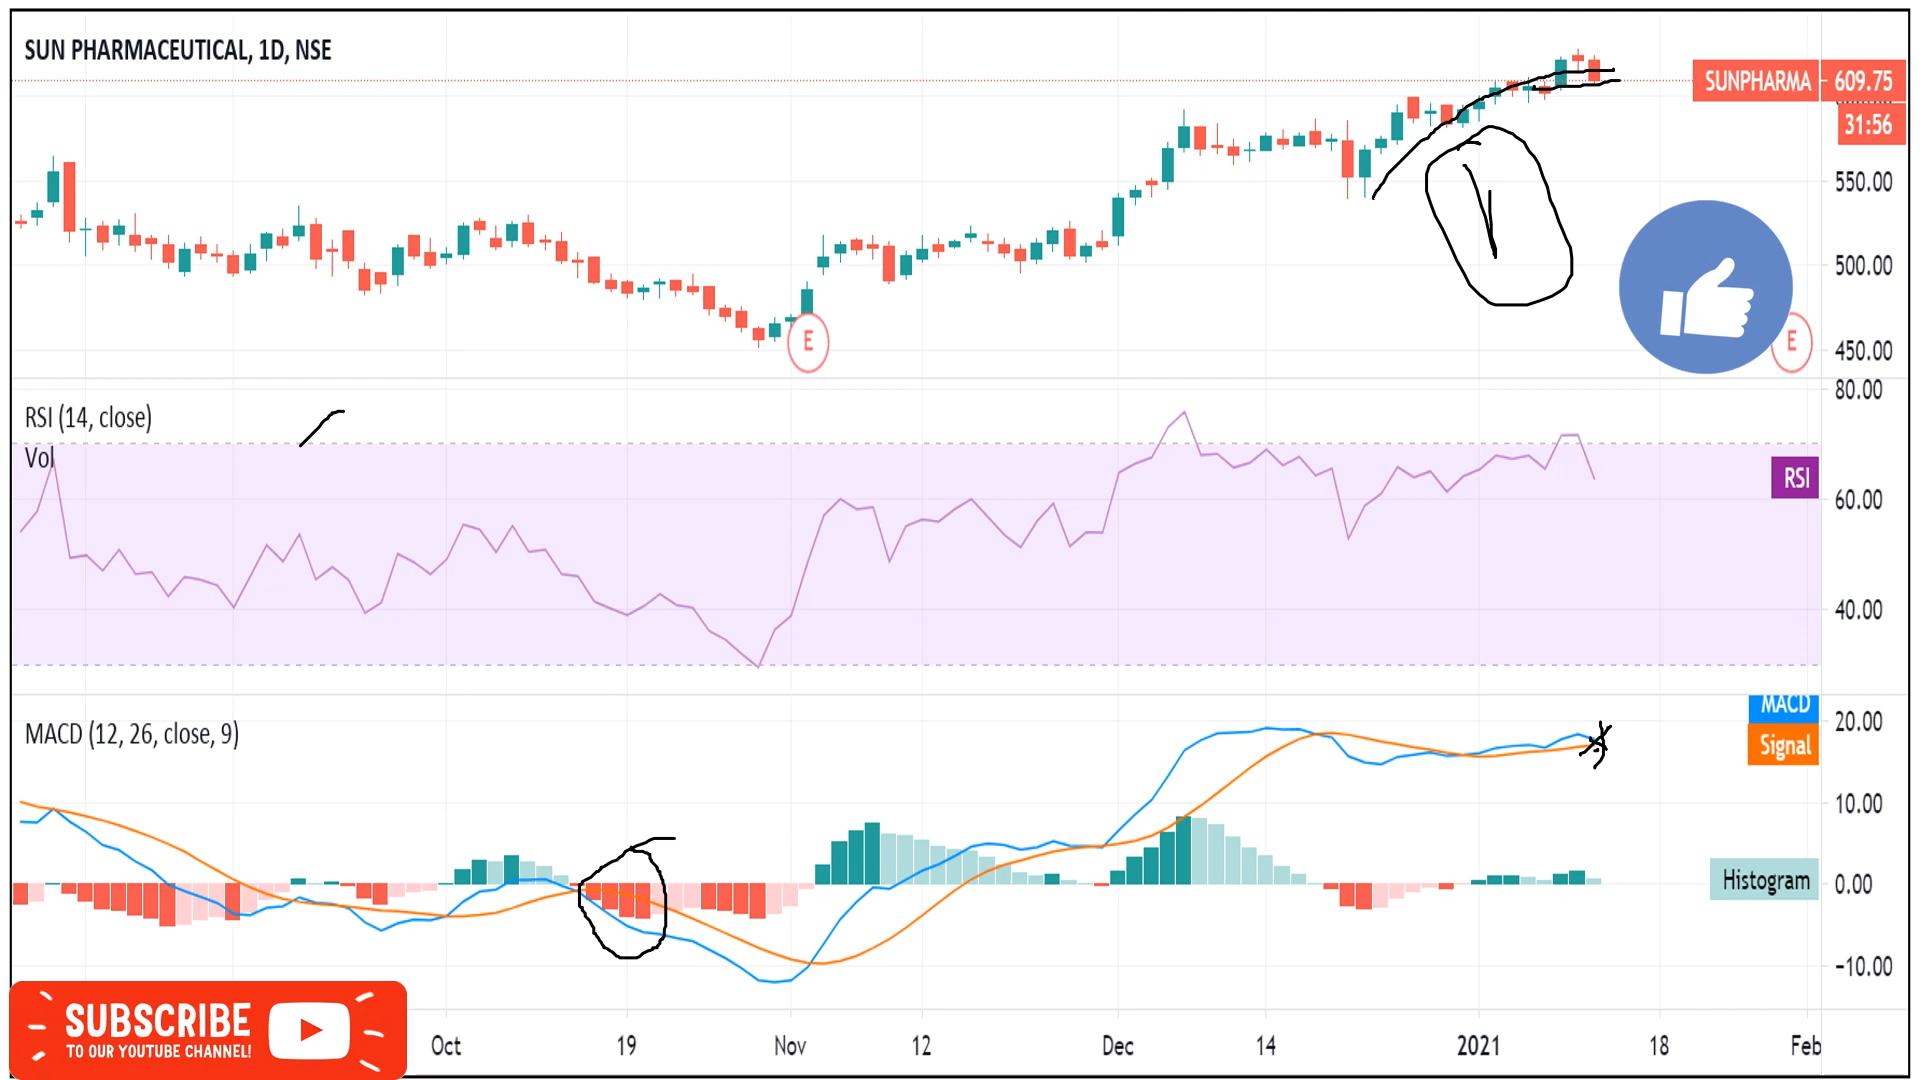 SUN PHARMACEUTICAL, 1D, NSE
SUNPHARMA 609.75
31:56
550.00
500.00
E
E
450.00
80.00
RSI (14, close)
Vol
RSI
60.00
40.00
MACD
20.00
MACD (12, 26, close, 9)
Signal
10.00
Histogram
0.00
−10.00
SUBSCRIBE
TO OUR YOUTUBE CHANNEL!
Oct 19 Nov 12 Dec 14 2021 18 Feb